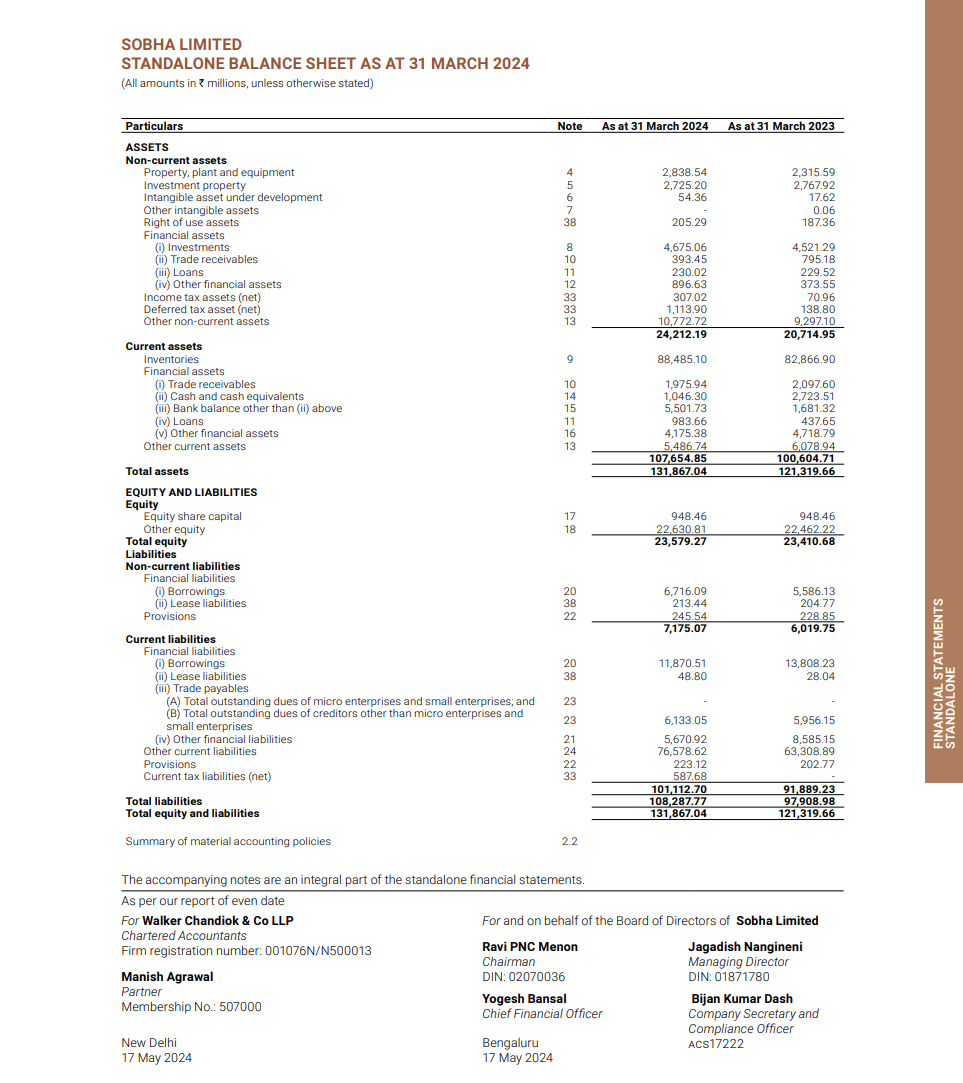 SOBHA LIMITED
STANDALONE BALANCE SHEET AS AT 31 MARCH 2024
(All amounts in ₹ millions, unless otherwise stated)
Particulars Note As at 31 March 2024 As at 31 March 2023
ASSETS
Non-current assets
Property, plant and equipment 4 2,838.54 2,315.59
Investment property 5 2,725.20 2,767.92
Intangible asset under development 6 54.36 17.62
Other intangible assets 7 - 0.06
Right of use assets 38 205.29 187.36
Financial assets
(i) Investments 8 4,675.06 4,521.29
(ii) Trade receivables 10 393.45 795.18
(iii) Loans 11 230.02 229.52
(iv) Other financial assets 12 896.63 373.55
Income tax assets (net) 33 307.02 70.96
Deferred tax asset (net) 33 1,113.90 138.80
Other non-current assets 13 10,772.72 9,297.10
24,212.19 20,714.95
Current assets
Inventories 9 88,485.10 82,866.90
Financial assets
(i) Trade receivables 10 1,975.94 2,097.60
(ii) Cash and cash equivalents 14 1,046.30 2,723.51
(iii) Bank balance other than (ii) above 15 5,501.73 1,681.32
(iv) Loans 11 983.66 437.65
(v) Other financial assets 16 4,175.38 4,718.79
Other current assets 13 5,486.74 6,078.94
107,654.85 100,604.71
Total assets 131,867.04 121,319.66
EQUITY AND LIABILITIES
Equity
Equity share capital 17 948.46 948.46
Other equity 18 22,630.81 22,462.22
Total equity 23,579.27 23,410.68
Liabilities
Non-current liabilities
Financial liabilities
(i) Borrowings 20 6,716.09 5,586.13
(ii) Lease liabilities 38 213.44 204.77
Provisions 22 245.54 228.85
7,175.07 6,019.75
Current liabilities
Financial liabilities
(i) Borrowings 20 11,870.51 13,808.23
(ii) Lease liabilities 38 48.80 28.04
(iii) Trade payables
(A) Total outstanding dues of micro enterprises and small enterprises; and 23 - -
(B) Total outstanding dues of creditors other than micro enterprises and
small enterprises 23 6,133.05 5,956.15
(iv) Other financial liabilities 21 5,670.92 8,585.15
Other current liabilities 24 76,578.62 63,308.89
Provisions 22 223.12 202.77
Current tax liabilities (net) 33 587.68 -
101,112.70 91,889.23
Total liabilities 108,287.77 97,908.98
Total equity and liabilities 131,867.04 121,319.66
Summary of material accounting policies 2.2
The accompanying notes are an integral part of the standalone financial statements.
As per our report of even date
For Walker Chandiok & Co LLP
Chartered Accountants
Firm registration number: 001076N/N500013
Manish Agrawal
Partner
Membership No.: 507000
New Delhi
17 May 2024
For and on behalf of the Board of Directors of Sobha Limited
Ravi PNC Menon
Chairman
DIN: 02070036
Jagadish Nangineni
Managing Director
DIN: 01871780
Yogesh Bansal
Chief Financial Officer
Bijan Kumar Dash
Company Secretary and
Compliance Officer
ACS17222
Bengaluru
17 May 2024
FINANCIAL STATEMENTS
STANDALONE